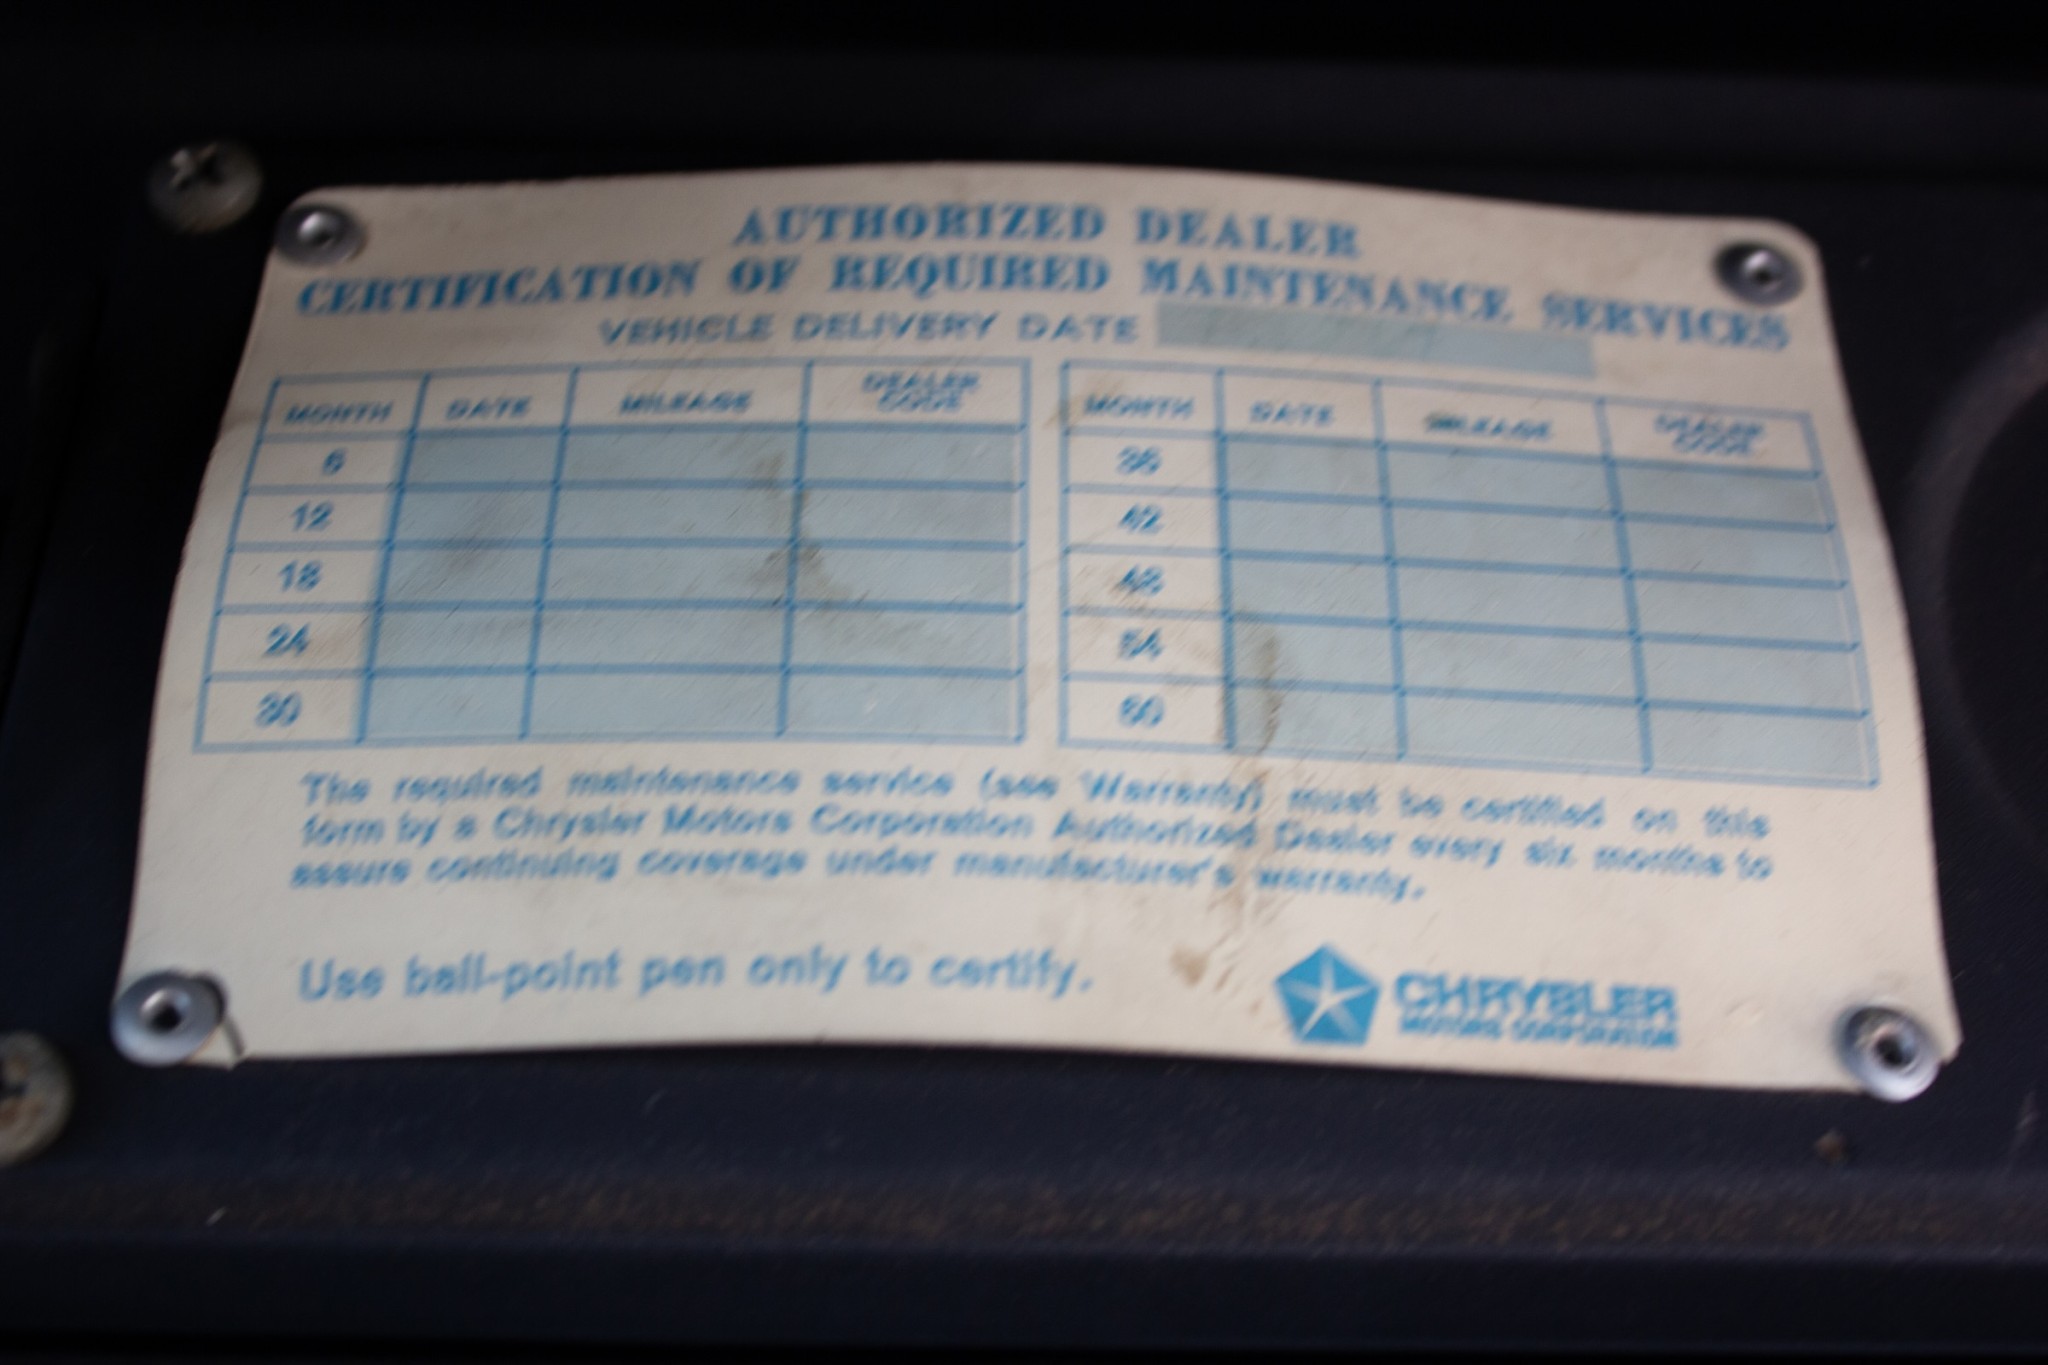 AUTHORIZED DEALER
CERTIFICATION OF REQUIRED MAINTENANCE SERVICES
VEHICLE DELIVERY DATE
MONTH DATE MILEAGE DEALER CODE
6
12
18
24
30
MONTH DATE MILEAGE DEALER CODE
36
42
48
54
60
The required maintenance service (see Warranty) must be certified on this
form by a Chrysler Motors Corporation Authorized Dealer every six months to
assure continuing coverage under manufacturer's warranty.
Use ball-point pen only to certify.
CHRYSLER
MOTORS CORPORATION